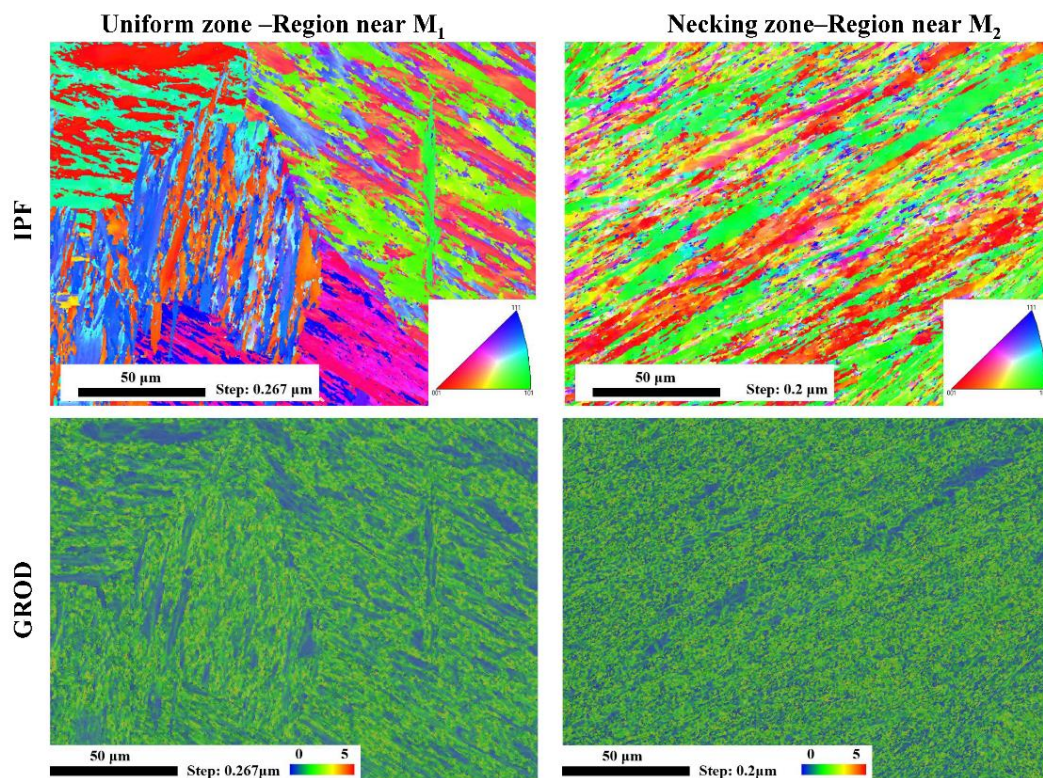 Uniform zone –Region near M₁
Necking zone–Region near M₂
IPF
111
001
101
50 µm
Step: 0.267 µm
111
001
101
50 µm
Step: 0.2 µm
GROD
50 µm
0
5
Step: 0.267µm
50 µm
0
5
Step: 0.2µm